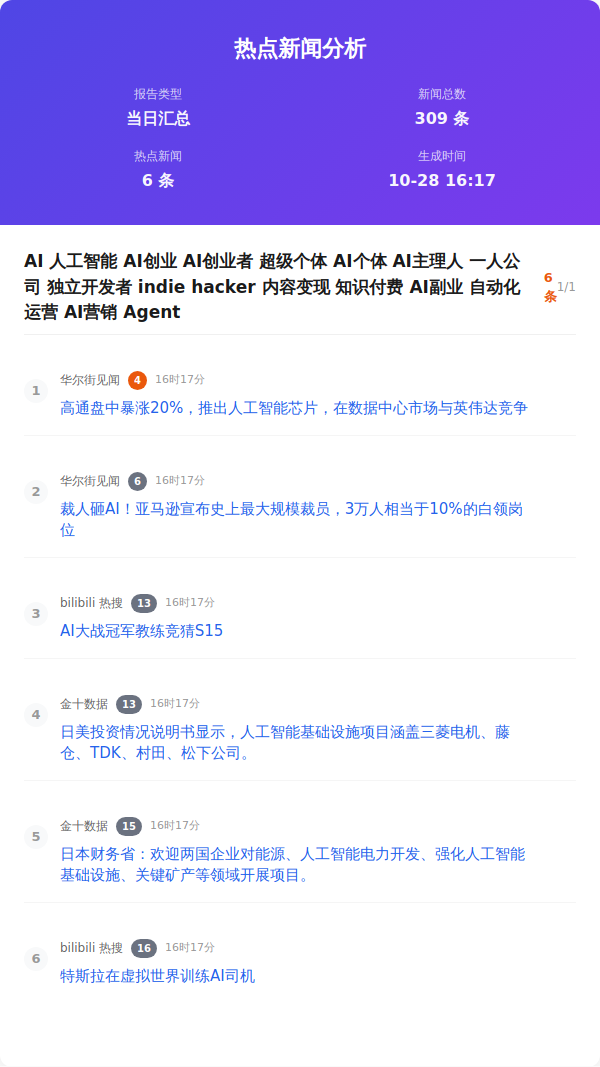 热点新闻分析
报告类型
新闻总数
当日汇总
309 条
热点新闻
生成时间
6 条
10-28 16:17
AI 人工智能 AI创业 AI创业者 超级个体 AI个体 AI主理人 一人公
司 独立开发者 indie hacker 内容变现 知识付费 AI副业 自动化
运营 AI营销 Agent
6
条
1/1
1
华尔街见闻 4 16时17分
高通盘中暴涨20%，推出人工智能芯片，在数据中心市场与英伟达竞争
2
华尔街见闻 6 16时17分
裁人砸AI！亚马逊宣布史上最大规模裁员，3万人相当于10%的白领岗
位
3
bilibili 热搜 13 16时17分
AI大战冠军教练竞猜S15
4
金十数据 13 16时17分
日美投资情况说明书显示，人工智能基础设施项目涵盖三菱电机、藤
仓、TDK、村田、松下公司。
5
金十数据 15 16时17分
日本财务省：欢迎两国企业对能源、人工智能电力开发、强化人工智能
基础设施、关键矿产等领域开展项目。
6
bilibili 热搜 16 16时17分
特斯拉在虚拟世界训练AI司机